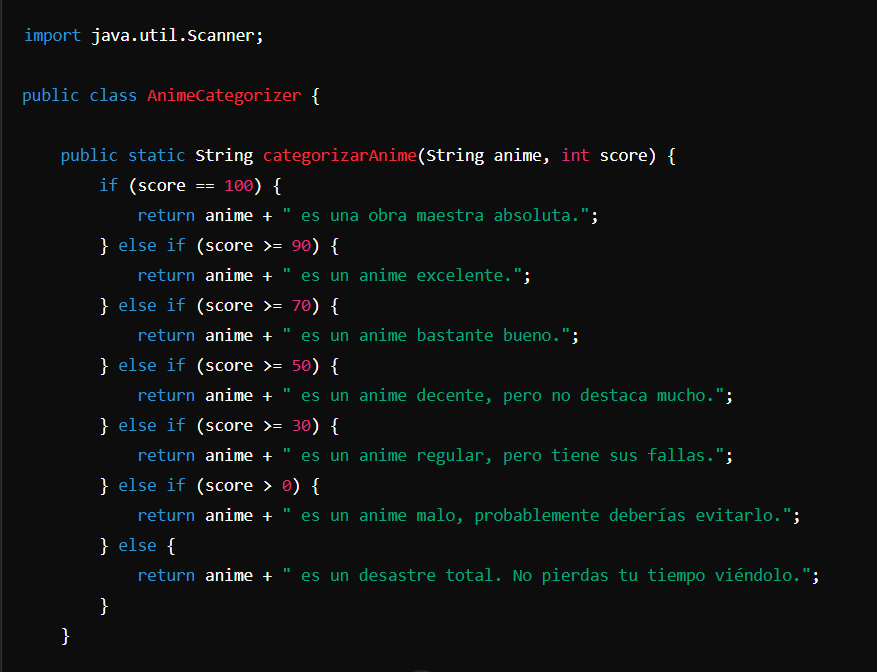 import java.util.Scanner;
public class AnimeCategorizer {
public static String categorizarAnime(String anime, int score) {
if (score == 100) {
return anime + " es una obra maestra absoluta.";
} else if (score >= 90) {
return anime + " es un anime excelente.";
} else if (score >= 70) {
return anime + " es un anime bastante bueno.";
} else if (score >= 50) {
return anime + " es un anime decente, pero no destaca mucho.";
} else if (score >= 30) {
return anime + " es un anime regular, pero tiene sus fallas.";
} else if (score > 0) {
return anime + " es un anime malo, probablemente deberías evitarlo.";
} else {
return anime + " es un desastre total. No pierdas tu tiempo viéndolo.";
}
}